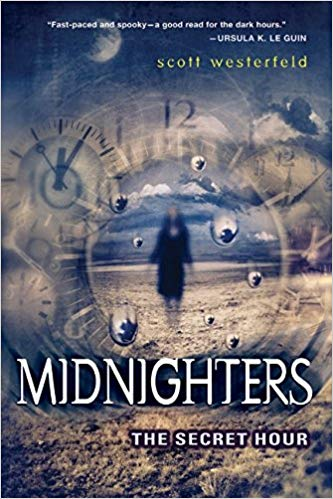 "Fast-paced and spooky—a good read for the dark hours."
—URSULA K. LE GUIN
scott westerfeld
12
MIDNIGHTERS
THE SECRET HOUR